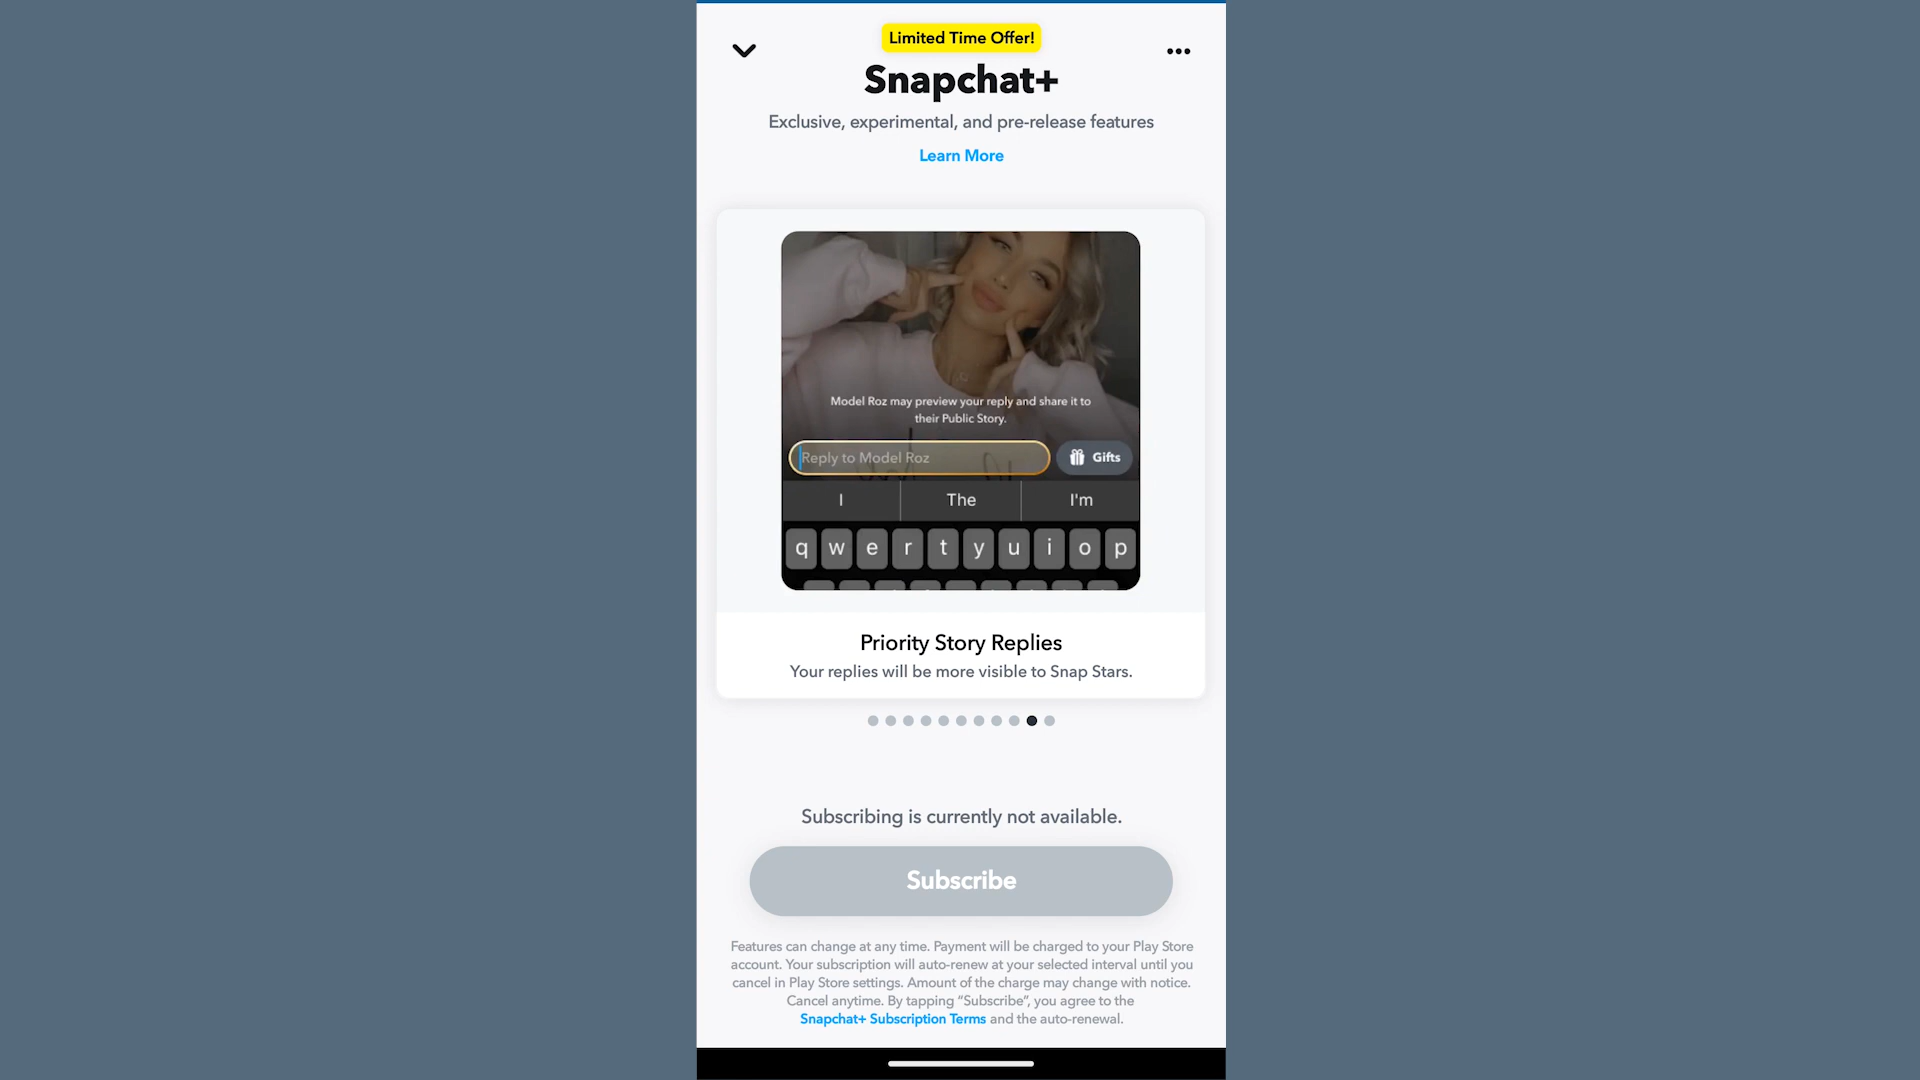 Limited Time Offer!
Snapchat+
Exclusive, experimental, and pre-release features
Learn More
Model Roz may preview your reply and share it to
their Public Story.
Reply to Model Roz
Gifts
I The I'm
q w e r t y u i o p
Priority Story Replies
Your replies will be more visible to Snap Stars.
Subscribing is currently not available.
Subscribe
Features can change at any time. Payment will be charged to your Play Store
account. Your subscription will auto-renew at your selected interval until you
cancel in Play Store settings. Amount of the charge may change with notice.
Cancel anytime. By tapping “Subscribe”, you agree to the
Snapchat+ Subscription Terms and the auto-renewal.